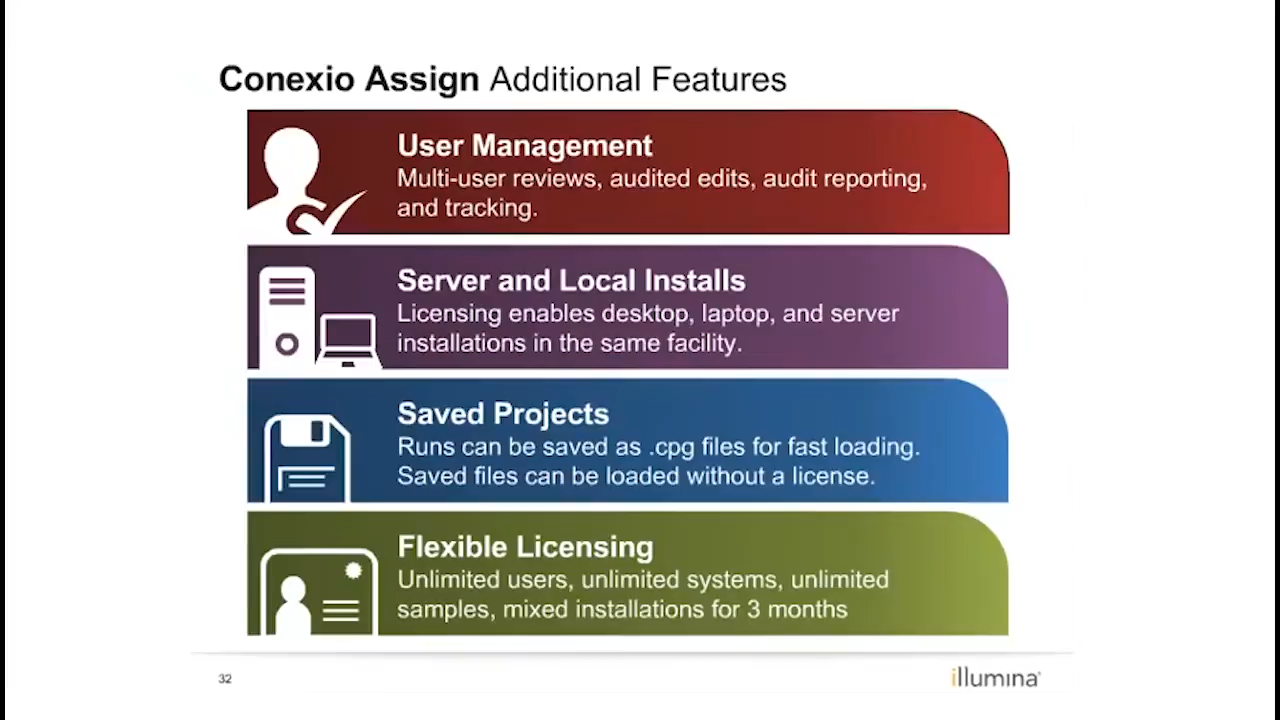 Conexio Assign Additional Features
User Management
Multi-user reviews, audited edits, audit reporting,
and tracking.
Server and Local Installs
Licensing enables desktop, laptop, and server
installations in the same facility.
Saved Projects
Runs can be saved as .cpg files for fast loading.
Saved files can be loaded without a license.
Flexible Licensing
Unlimited users, unlimited systems, unlimited
samples, mixed installations for 3 months
32
illumina